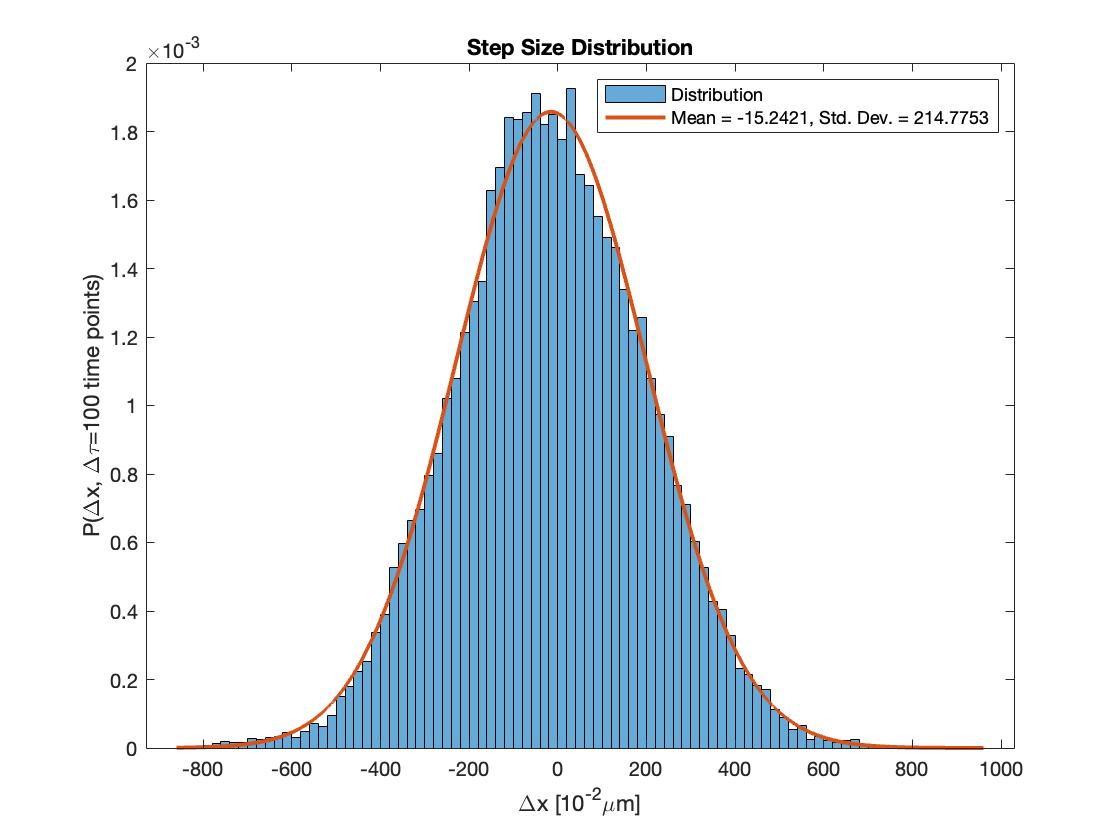 Step Size Distribution
×10⁻³
Distribution
Mean = -15.2421, Std. Dev. = 214.7753
P(Δx, Δτ=100 time points)
2
1.8
1.6
1.4
1.2
1
0.8
0.6
0.4
0.2
0
-800 -600 -400 -200 0 200 400 600 800 1000
Δx [10⁻²μm]